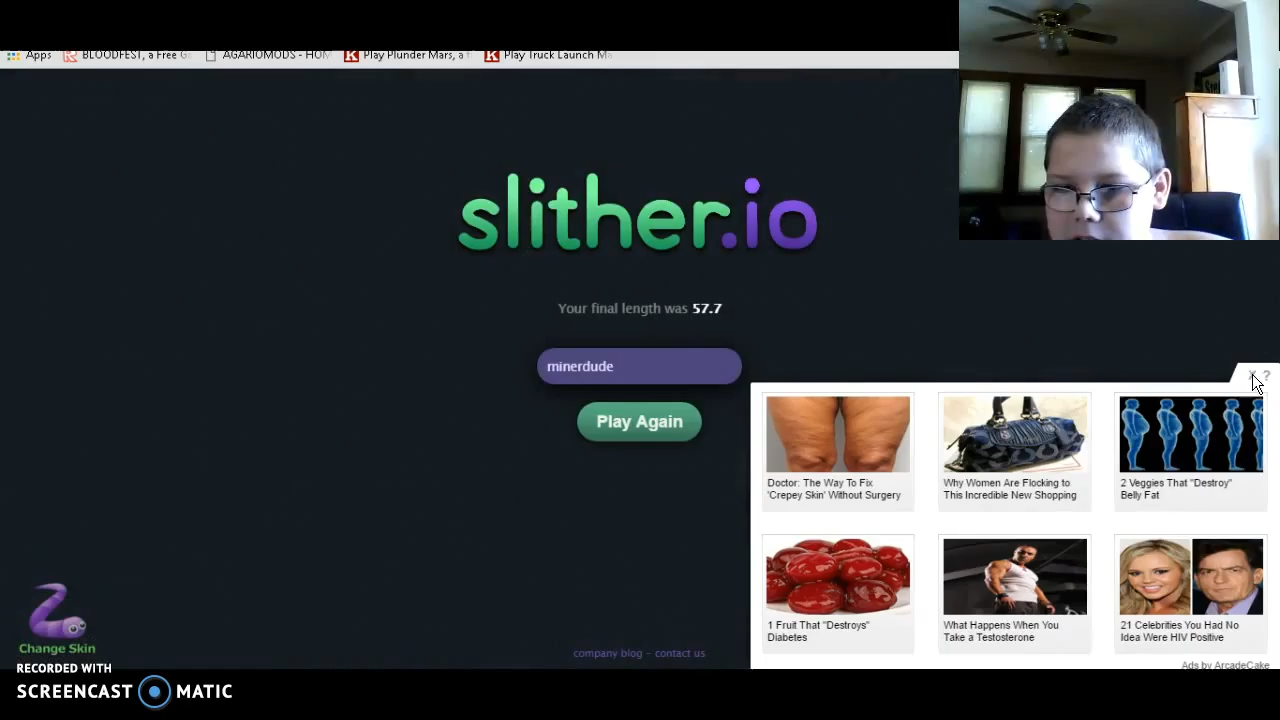 Apps BLOODFEST, a Free Ga AGARIOMODS - HOM Play Plunder Mars, a f Play Truck Launch Ma
slither.io
Your final length was 57.7
minerdude
Play Again
x ?
Doctor: The Way To Fix
'Crepey Skin' Without Surgery
Why Women Are Flocking to
This Incredible New Shopping
2 Veggies That "Destroy"
Belly Fat
1 Fruit That "Destroys"
Diabetes
What Happens When You
Take a Testosterone
21 Celebrities You Had No
Idea Were HIV Positive
Ads by ArcadeCake
Change Skin
company blog - contact us
RECORDED WITH
SCREENCAST MATIC